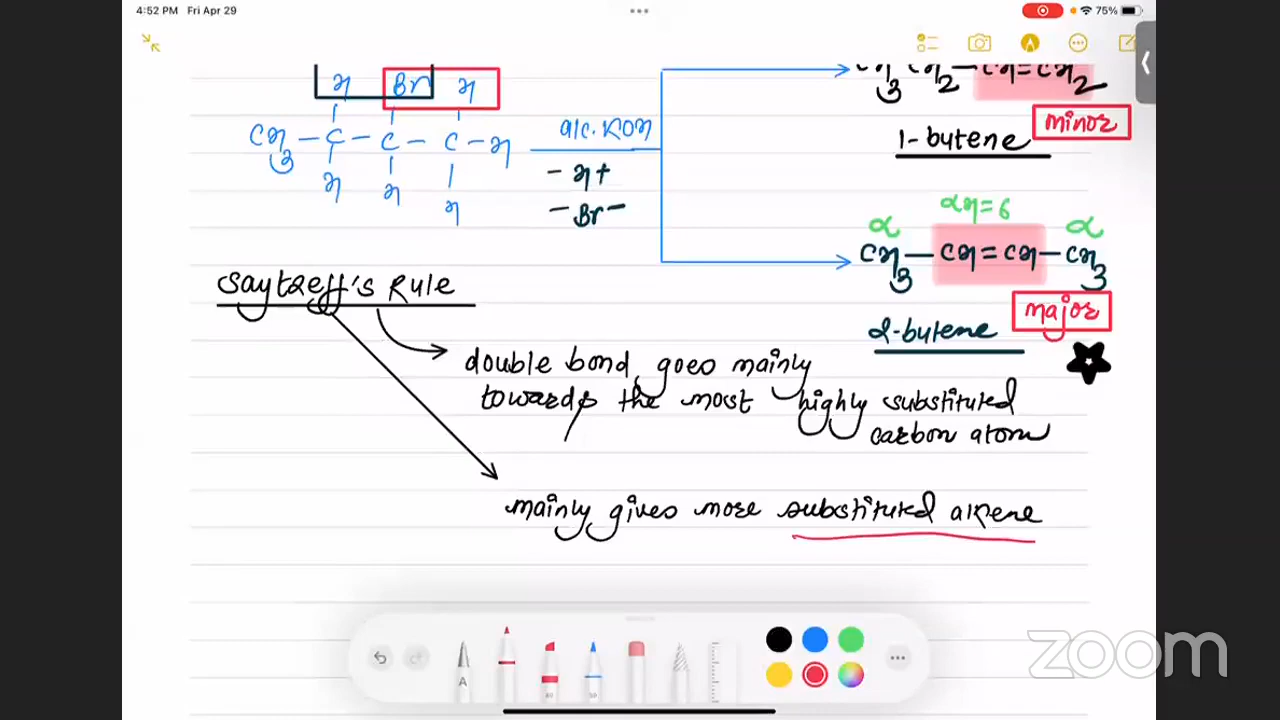 4:52 PM Fri Apr 29
75%
H Br H
CH3 – C – C – C – H
H H H
alc. KOH
– H+
– Br –
CH3 CH2 – CH = CH2
minor
1-butene
αH = 6
α α
CH3 – CH = CH – CH3
major
2-butene
Saytzeff's Rule
double bond goes mainly
towards the most highly substituted
carbon atom
mainly gives more substituted alkene
zoom